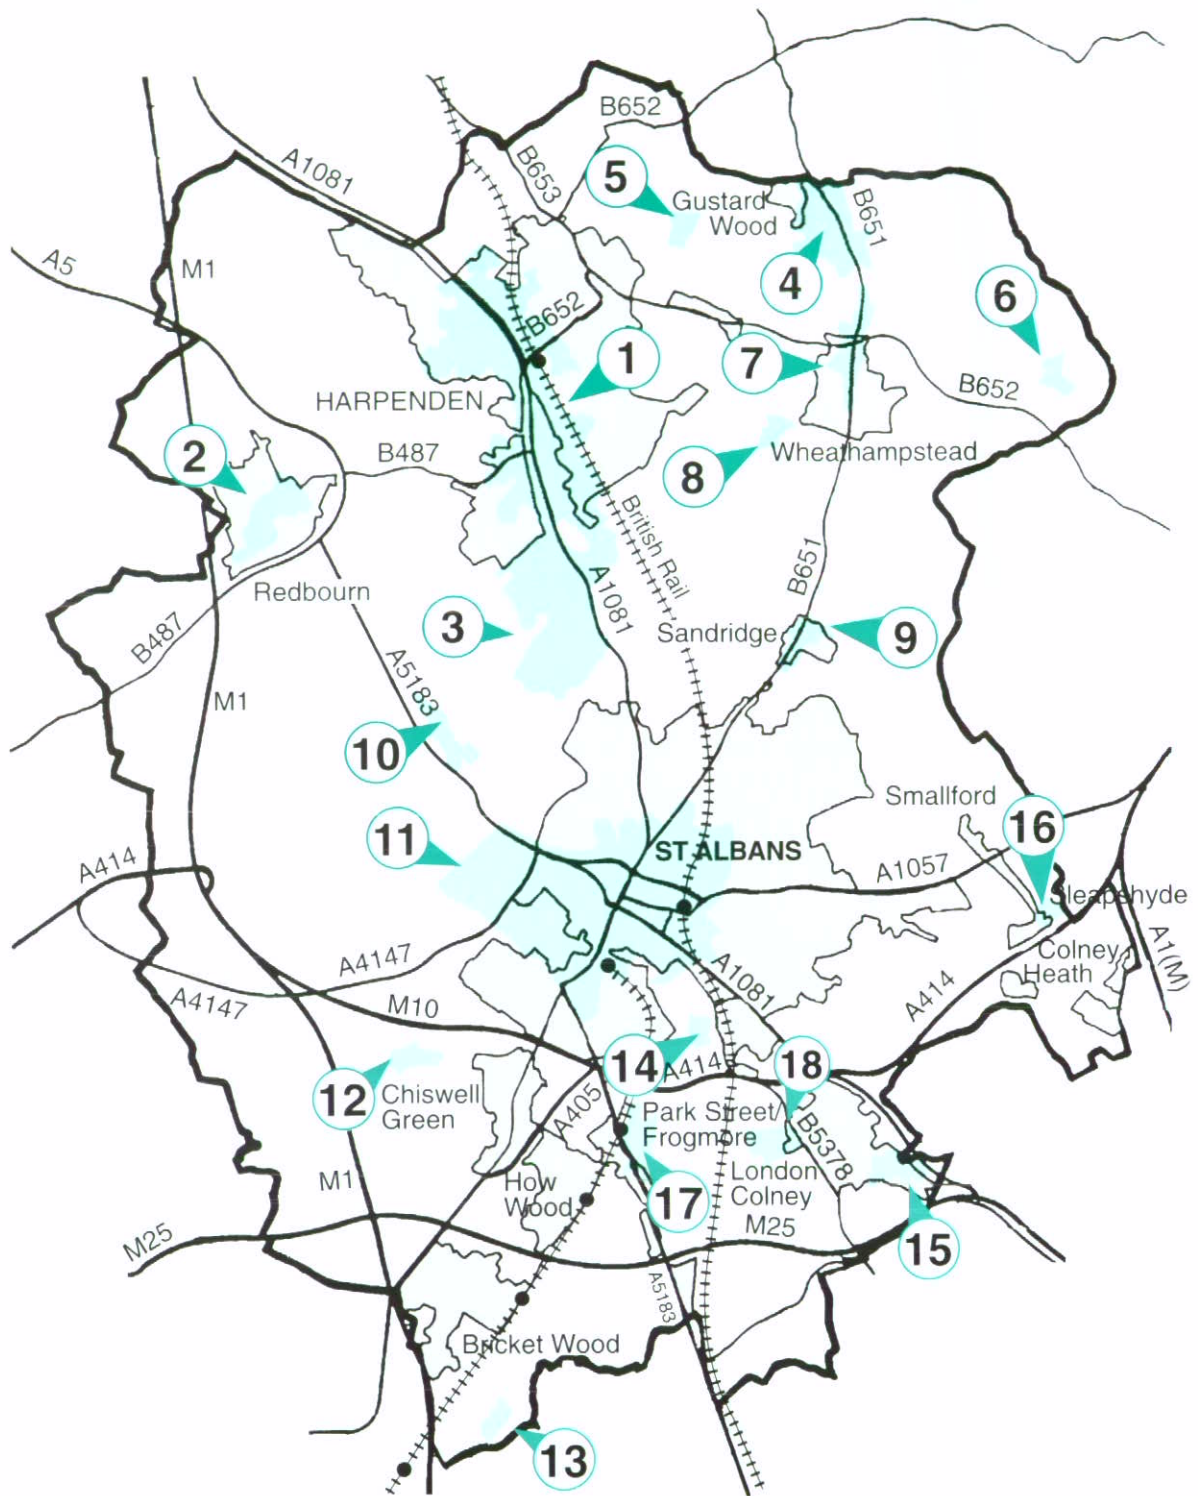 B652
A1081
B653
5
Gustard
Wood
B651
A5
M1
4
6
B652
1
7
B652
HARPENDEN
2
B487
8
Wheathampstead
British Rail
B651
Redbourn
A1081
3
Sandridge
9
B487
A5183
M1
10
Smallford
16
11
ST ALBANS
A414
A1057
Sleapshyde
A4147
Colney
Heath
A1(M)
A1081
A414
A4147
M10
14
A414
18
12
Chiswell
Green
A405
Park Street/
Frogmore
B5378
M1
How
Wood
London
Colney
17
M25
M25
15
A5183
Bricket Wood
13